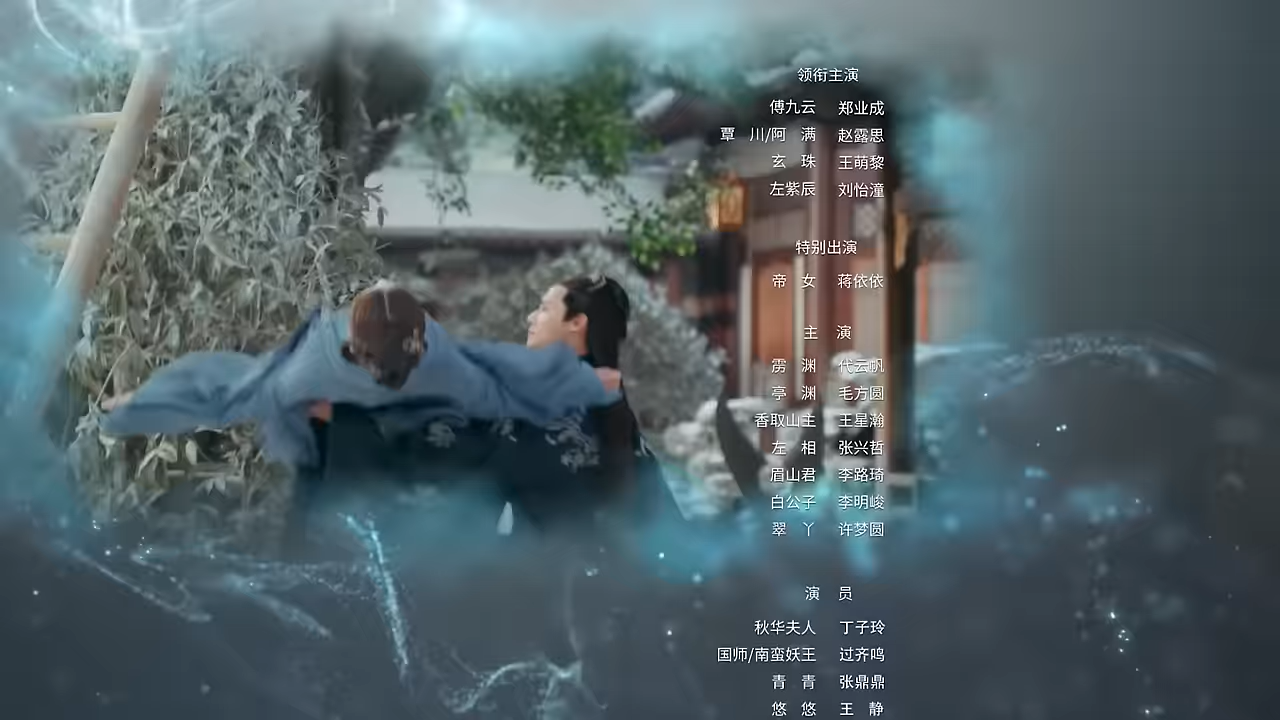 领衔主演
傅九云 郑业成
覃 川/阿 满 赵露思
玄 珠 王萌黎
左紫辰 刘怡潼
特别出演
帝 女 蒋依依
主 演
雳 渊 代云帆
亭 渊 毛方圆
香取山主 王星瀚
左 相 张兴哲
眉山君 李路琦
白公子 李明峻
翠 丫 许梦圆
演 员
秋华夫人 丁子玲
国师/南蛮妖王 过齐鸣
青 青 张鼎鼎
悠 悠 王 静